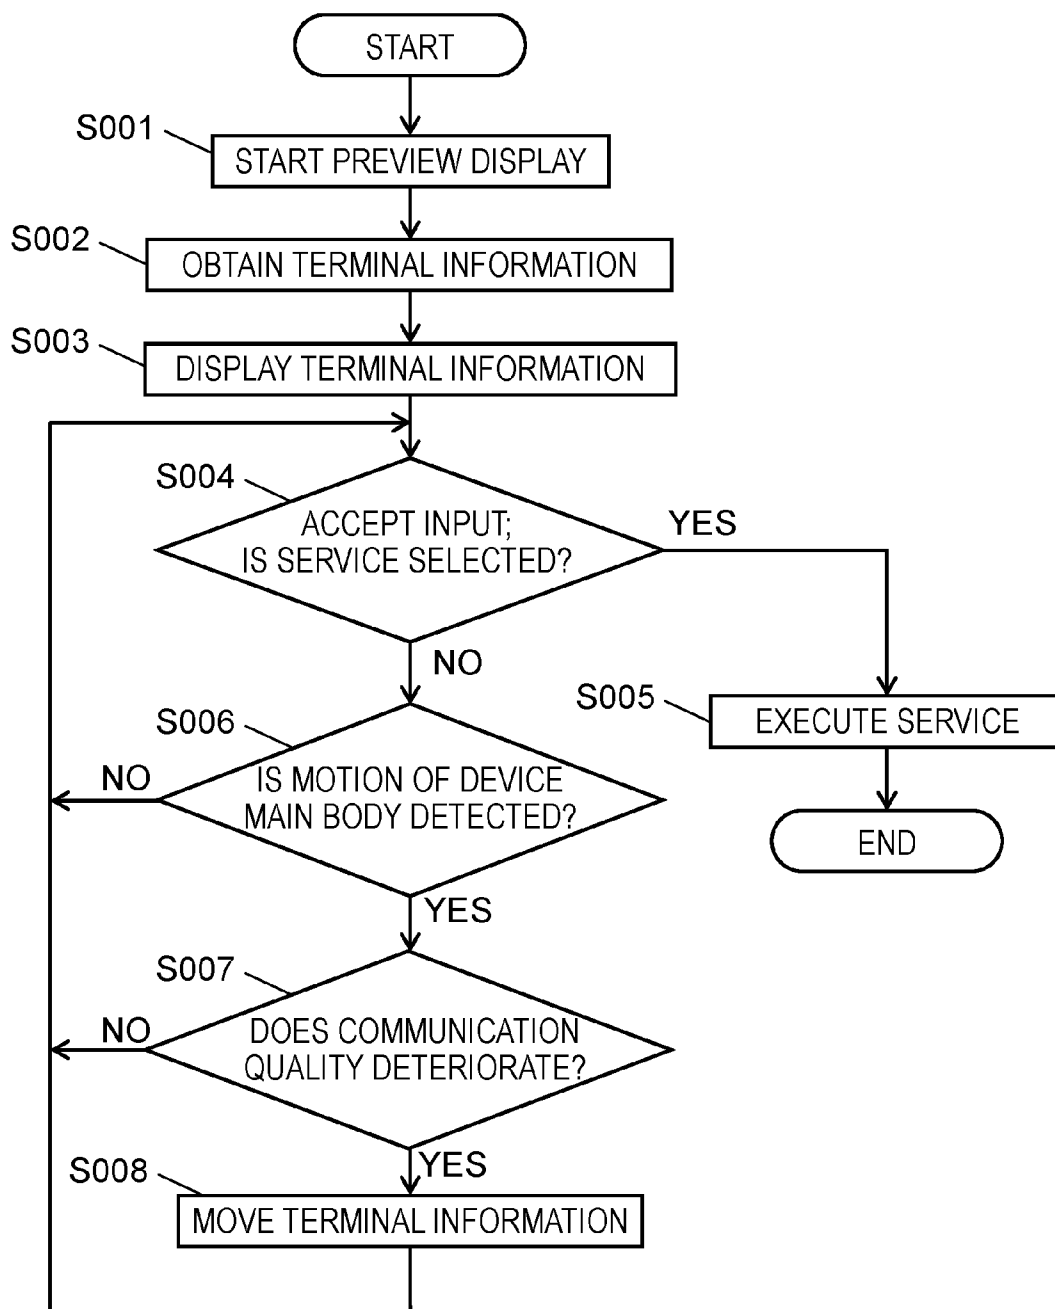 START
S001
START PREVIEW DISPLAY
S002
OBTAIN TERMINAL INFORMATION
S003
DISPLAY TERMINAL INFORMATION
S004
ACCEPT INPUT;
IS SERVICE SELECTED?
YES
NO
S005
EXECUTE SERVICE
END
S006
IS MOTION OF DEVICE
MAIN BODY DETECTED?
NO
YES
S007
DOES COMMUNICATION
QUALITY DETERIORATE?
NO
YES
S008
MOVE TERMINAL INFORMATION